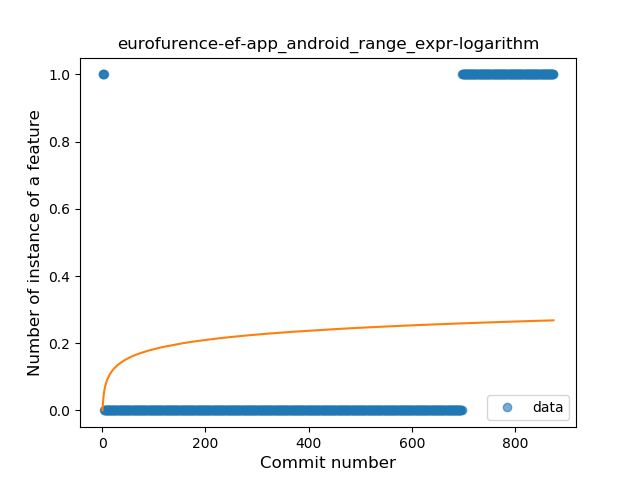 eurofurence-ef-app_android_range_expr-logarithm
Number of instance of a feature
1.0
0.8
0.6
0.4
0.2
0.0
data
0 200 400 600 800
Commit number